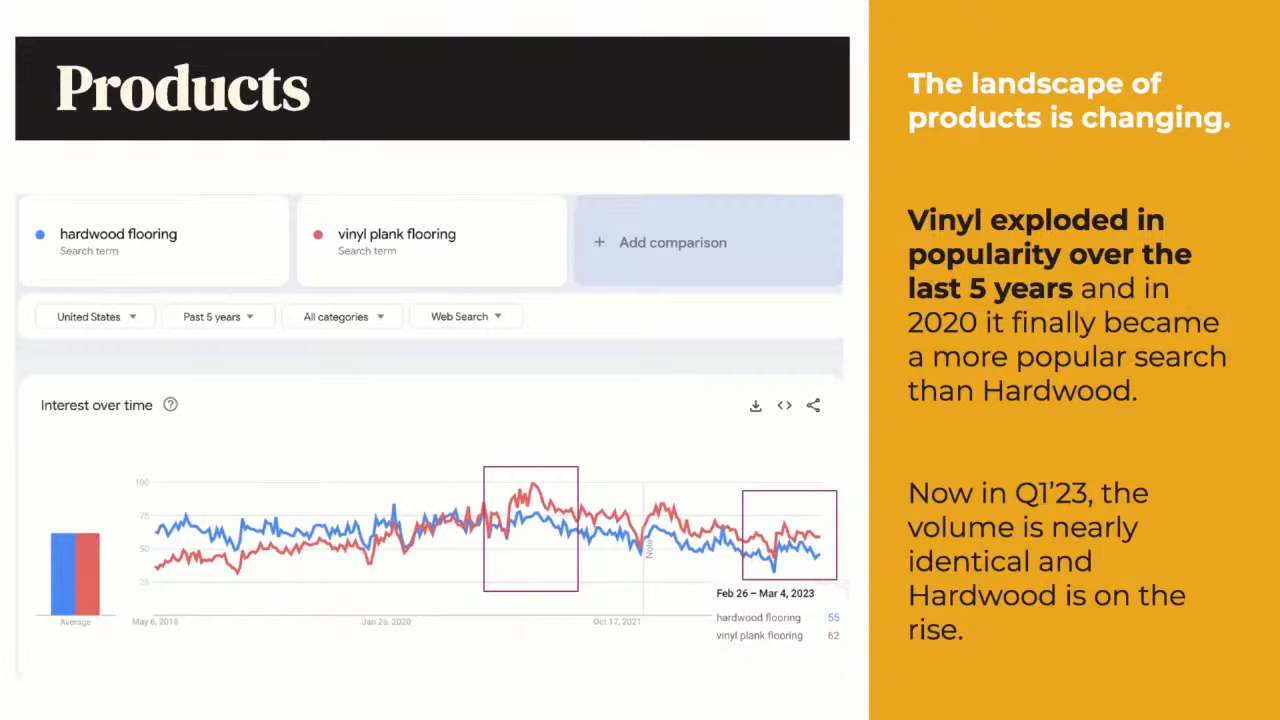 Products
The landscape of
products is changing.
hardwood flooring
Search term
vinyl plank flooring
Search term
+ Add comparison
United States
Past 5 years
All categories
Web Search
Vinyl exploded in
popularity over the
last 5 years and in
2020 it finally became
a more popular search
than Hardwood.
Interest over time
100
75
50
25
Note
Average
May 6, 2018
Jan 26, 2020
Oct 17, 2021
Feb 26 – Mar 4, 2023
hardwood flooring 55
vinyl plank flooring 62
Now in Q1’23, the
volume is nearly
identical and
Hardwood is on the
rise.